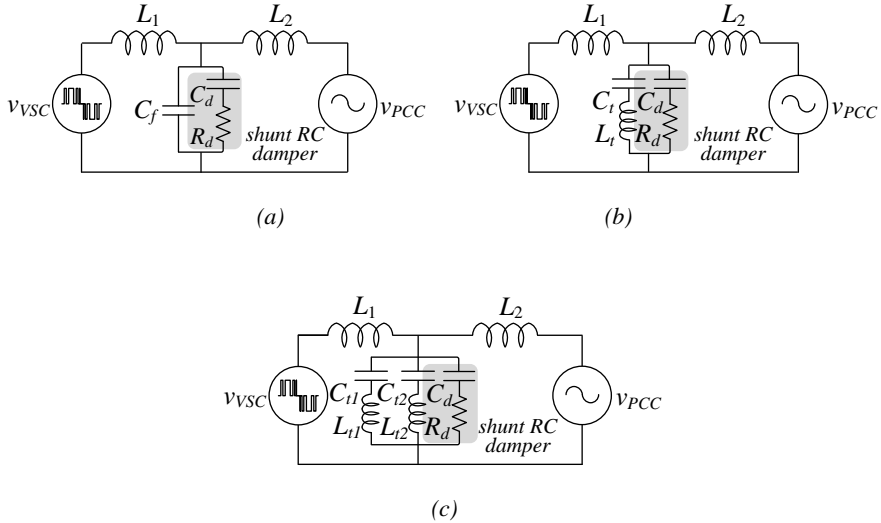 L1 L2
vVSC Cf Cd Rd vPCC
shunt RC
damper
(a)
L1 L2
vVSC Ct Cd Lt Rd vPCC
shunt RC
damper
(b)
L1 L2
vVSC Ct1 Ct2 Cd Lt1 Lt2 Rd vPCC
shunt RC
damper
(c)